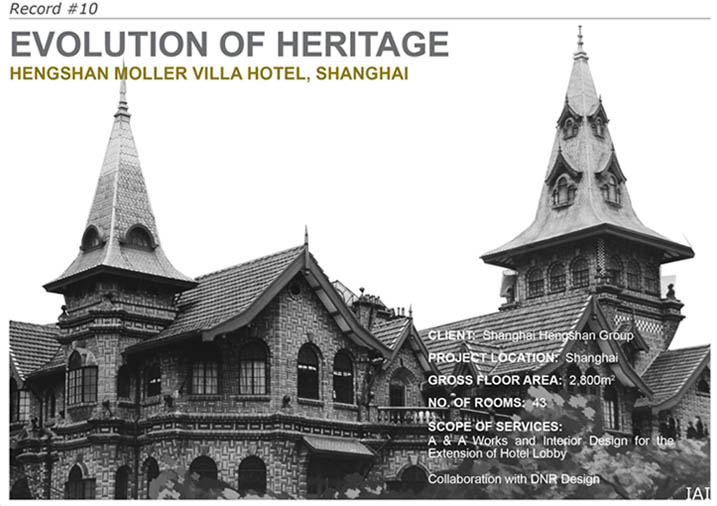 Record #10
EVOLUTION OF HERITAGE
HENGSHAN MOLLER VILLA HOTEL, SHANGHAI
CLIENT: Shanghai Hengshan Group
PROJECT LOCATION: Shanghai
GROSS FLOOR AREA: 2,800m²
NO. OF ROOMS: 43
SCOPE OF SERVICES:
A & A Works and Interior Design for the
Extension of Hotel Lobby
Collaboration with DNR Design
IAI